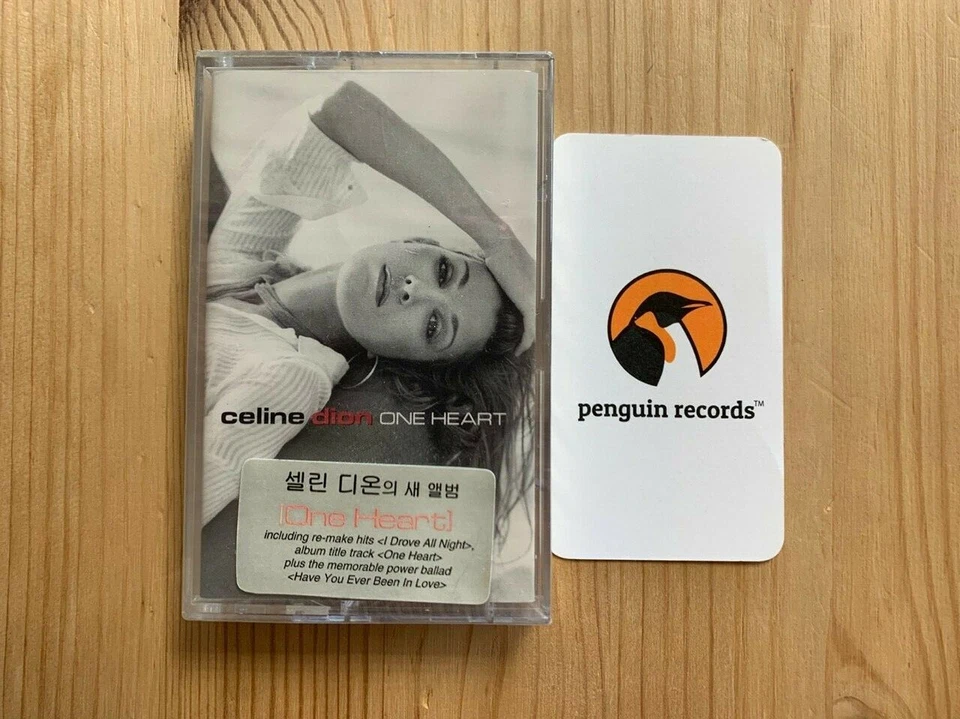 celine dion ONE HEART
셀린 디온의 새 앨범
[One Heart]
including re-make hits <I Drove All Night>,
album title track <One Heart>
plus the memorable power ballad
<Have You Ever Been In Love>
penguin records™